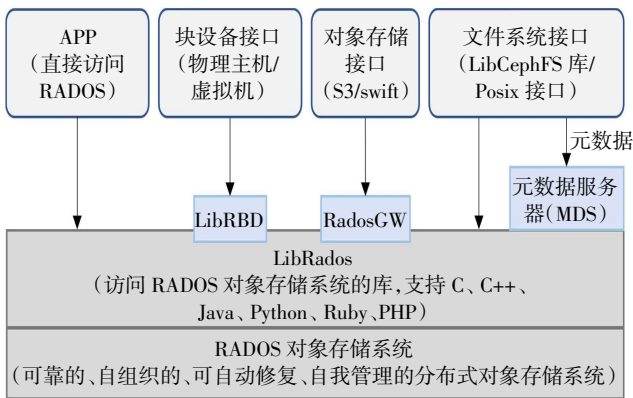 APP
（直接访问
RADOS）
块设备接口
（物理主机/
虚拟机）
对象存储
接口
（S3/swift）
文件系统接口
（LibCephFS 库/
Posix 接口）
元数据
LibRBD
RadosGW
元数据服务
器（MDS）
LibRados
（访问 RADOS 对象存储系统的库,支持 C、C++、
Java、Python、Ruby、PHP）
RADOS 对象存储系统
（可靠的、自组织的、可自动修复、自我管理的分布式对象存储系统）